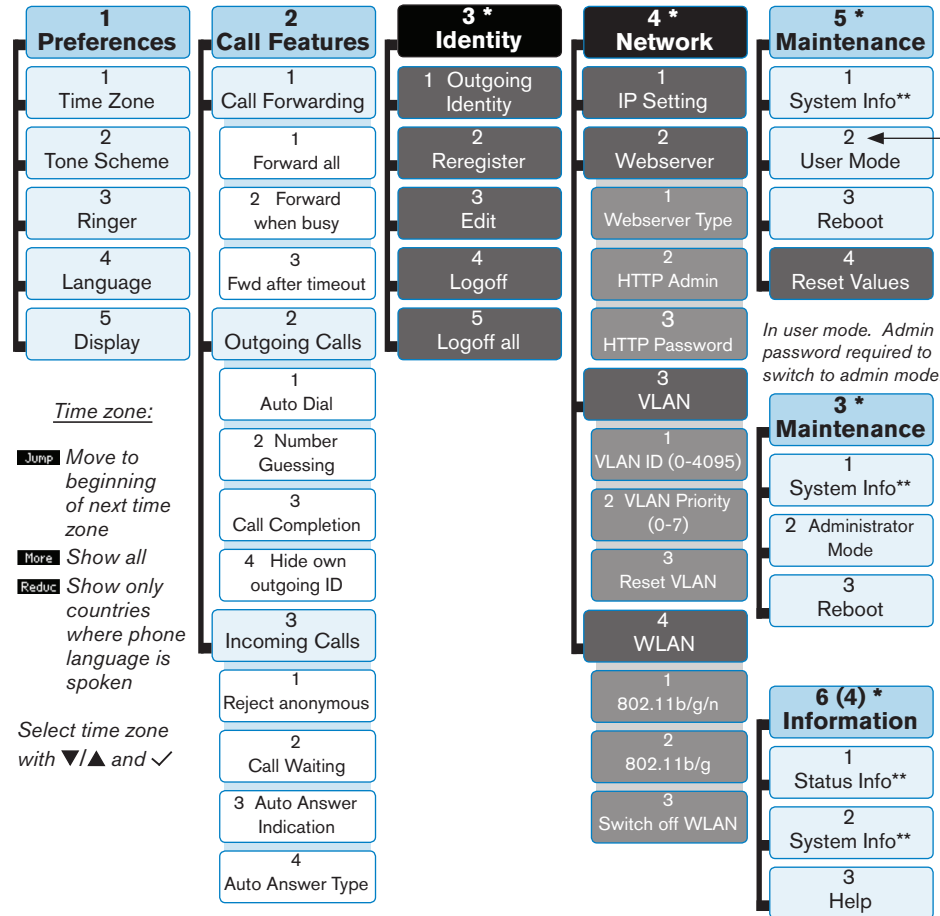 1
Preferences
1
Time Zone
2
Tone Scheme
3
Ringer
4
Language
5
Display
Time zone:
Jump Move to
beginning
of next time
zone
More Show all
Reduc Show only
countries
where phone
language is
spoken
Select time zone
with ▼/▲ and ✓
2
Call Features
1
Call Forwarding
1
Forward all
2 Forward
when busy
3
Fwd after timeout
2
Outgoing Calls
1
Auto Dial
2 Number
Guessing
3
Call Completion
4 Hide own
outgoing ID
3
Incoming Calls
1
Reject anonymous
2
Call Waiting
3 Auto Answer
Indication
4
Auto Answer Type
3 *
Identity
1 Outgoing
Identity
2
Reregister
3
Edit
4
Logoff
5
Logoff all
4 *
Network
1
IP Setting
2
Webserver
1
Webserver Type
2
HTTP Admin
3
HTTP Password
3
VLAN
1
VLAN ID (0-4095)
2 VLAN Priority
(0-7)
3
Reset VLAN
4
WLAN
1
802.11b/g/n
2
802.11b/g
3
Switch off WLAN
5 *
Maintenance
1
System Info**
2
User Mode
3
Reboot
4
Reset Values
In user mode. Admin
password required to
switch to admin mode
3 *
Maintenance
1
System Info**
2 Administrator
Mode
3
Reboot
6 (4) *
Information
1
Status Info**
2
System Info**
3
Help